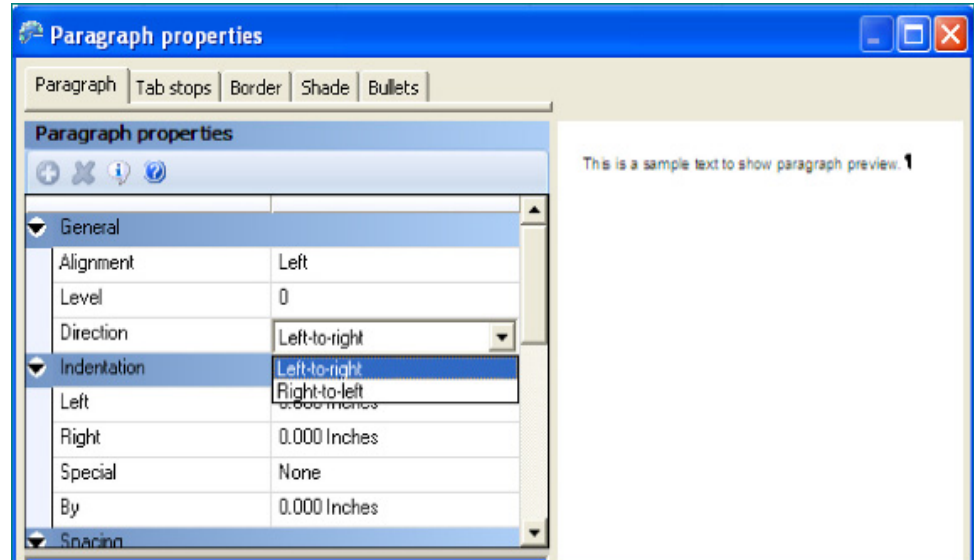 Paragraph properties
Paragraph Tab stops Border Shade Bullets
Paragraph properties
General
Alignment Left
Level 0
Direction Left-to-right
Indentation Left-to-right
Right-to-left
Left Inches
Right 0.000 Inches
Special None
By 0.000 Inches
Spacing
This is a sample text to show paragraph preview. 1